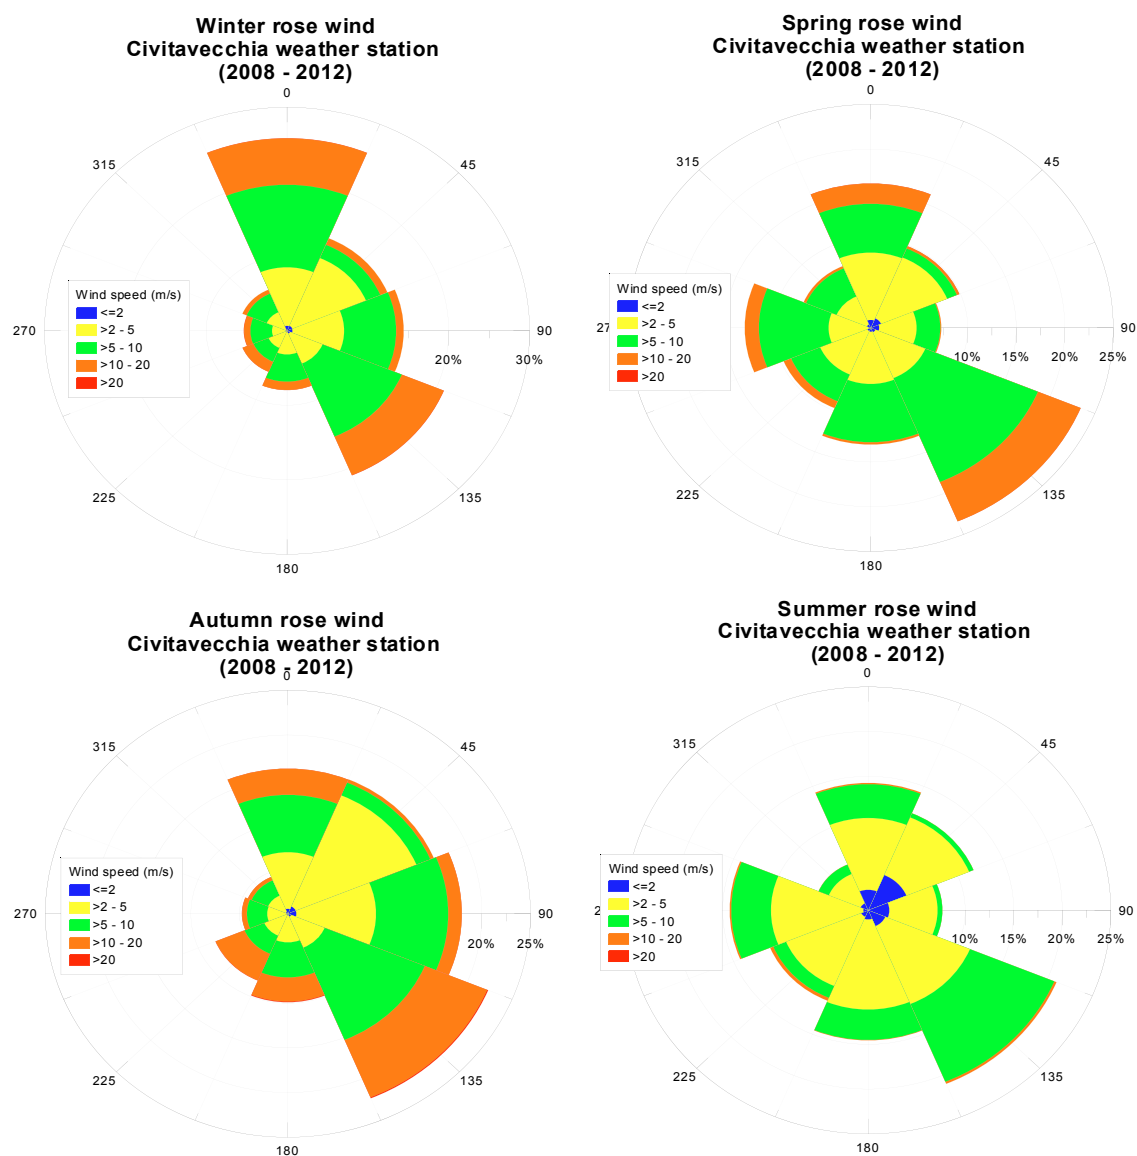 Winter rose wind
Civitavecchia weather station
(2008 - 2012)
0
45
90
135
180
225
270
315
20%
30%
Wind speed (m/s)
<=2
>2 - 5
>5 - 10
>10 - 20
>20
Spring rose wind
Civitavecchia weather station
(2008 - 2012)
0
45
90
135
180
225
27
315
10%
15%
20%
25%
Wind speed (m/s)
<=2
>2 - 5
>5 - 10
>10 - 20
>20
Autumn rose wind
Civitavecchia weather station
(2008 - 2012)
0
45
90
135
180
225
270
315
20%
25%
Wind speed (m/s)
<=2
>2 - 5
>5 - 10
>10 - 20
>20
Summer rose wind
Civitavecchia weather station
(2008 - 2012)
0
45
90
135
180
225
2
315
10%
15%
20%
25%
Wind speed (m/s)
<=2
>2 - 5
>5 - 10
>10 - 20
>20